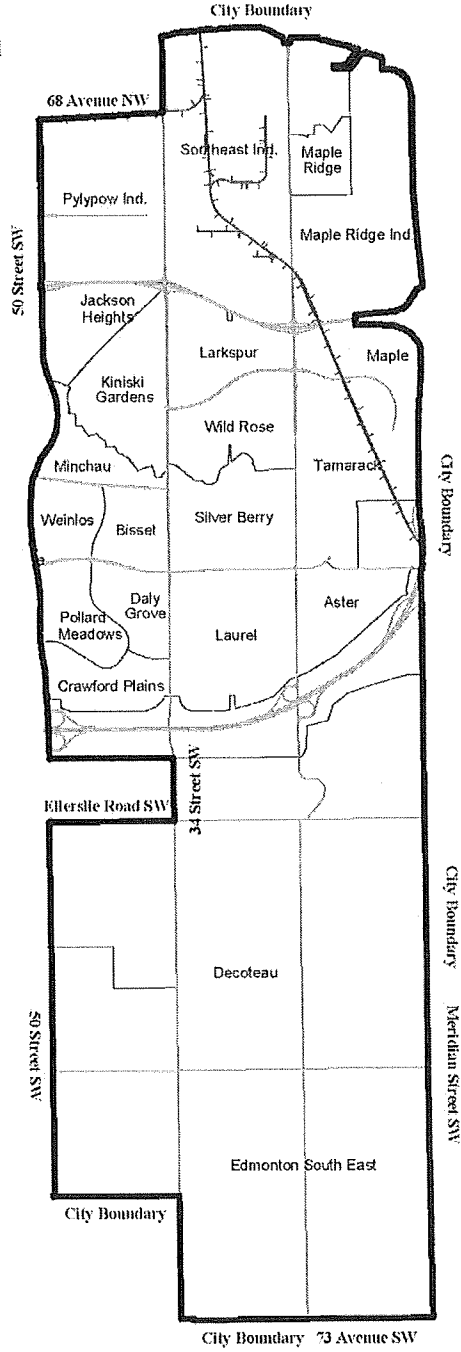 City Boundary
68 Avenue NW
Southeast Ind.
Maple
Ridge
Pylypow Ind.
Maple Ridge Ind.
50 Street SW
Jackson
Heights
Larkspur
Maple
Kiniski
Gardens
Wild Rose
Minchau
Tamarack
City Boundary
Weinlos
Bisset
Silver Berry
Daly
Grove
Aster
Pollard
Meadows
Laurel
Crawford Plains
34 Street SW
Ellerslie Road SW
City Boundary Meridian Street SW
Decoteau
50 Street SW
Edmonton South East
City Boundary
City Boundary 73 Avenue SW